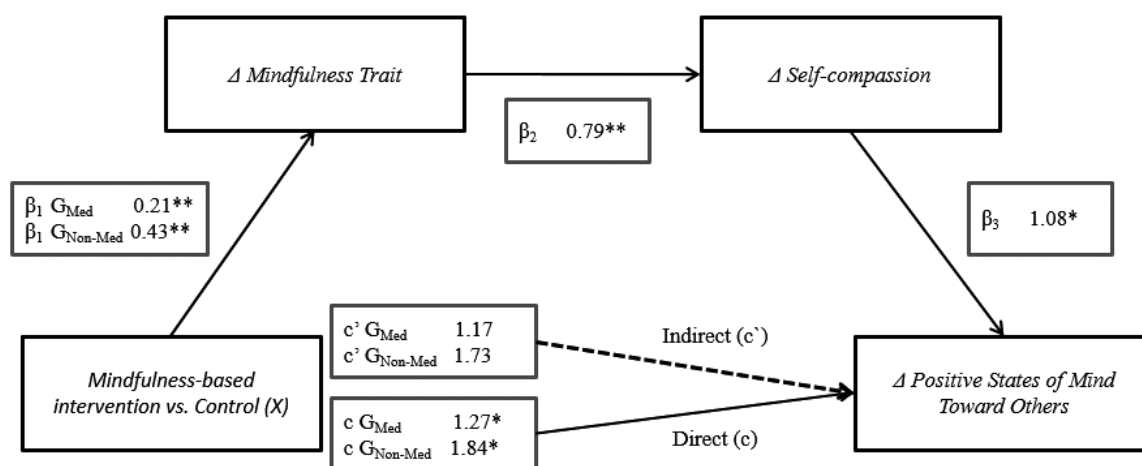 Δ Mindfulness Trait
Δ Self-compassion
β2 0.79**
β1 GMed 0.21**
β1 GNon-Med 0.43**
β3 1.08*
c’ GMed 1.17
c’ GNon-Med 1.73
Indirect (c`)
Mindfulness-based
intervention vs. Control (X)
Δ Positive States of Mind
Toward Others
c GMed 1.27*
c GNon-Med 1.84*
Direct (c)